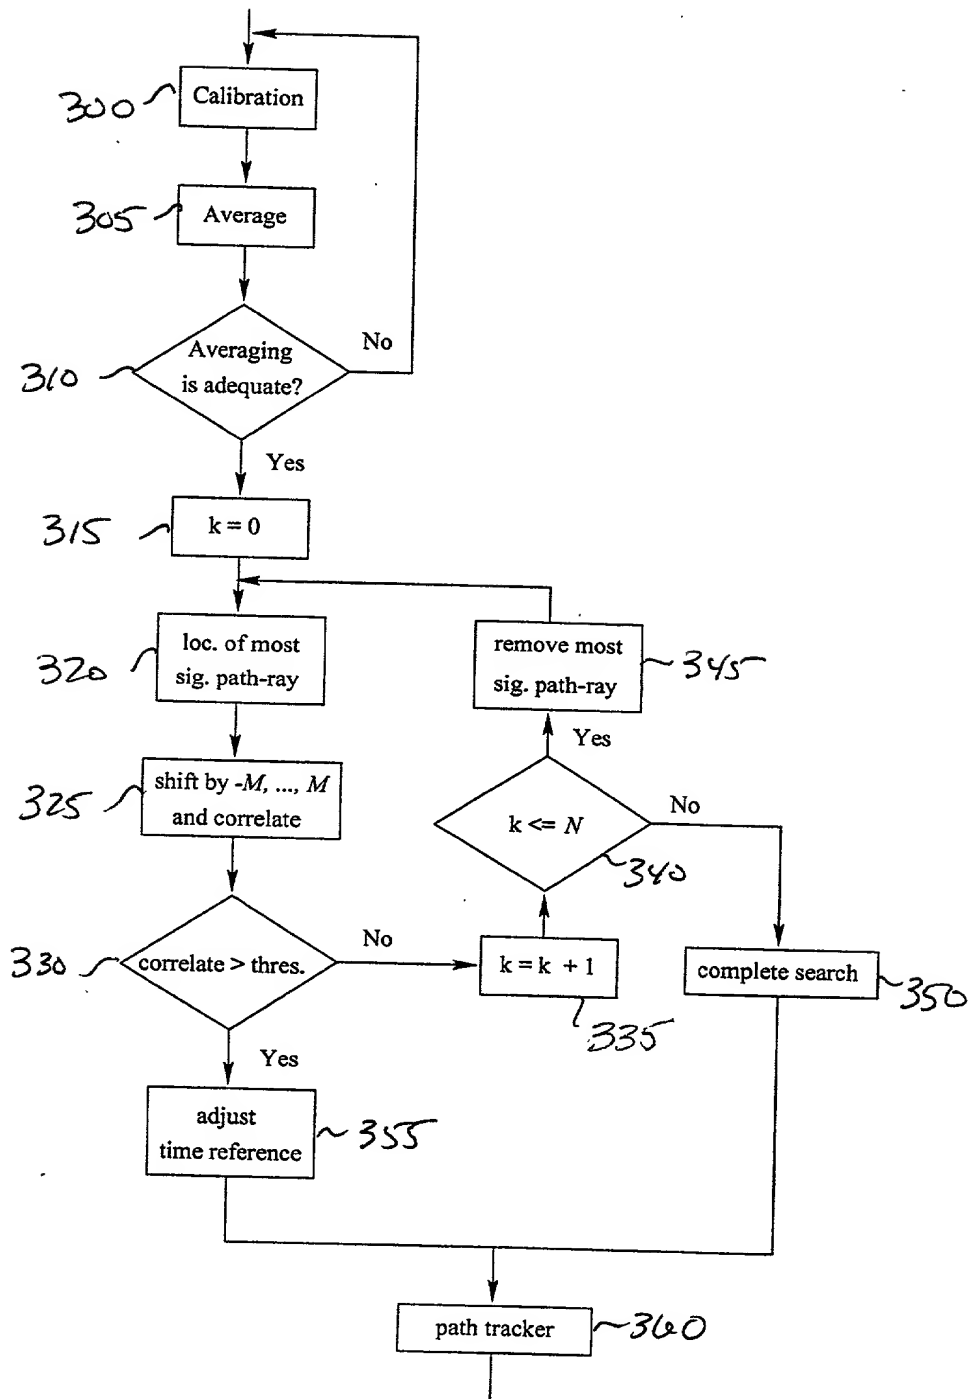 300
Calibration
305
Average
310
Averaging
is adequate?
No
Yes
315
k = 0
320
loc. of most
sig. path-ray
remove most
sig. path-ray
345
Yes
325
shift by -M, ..., M
and correlate
k <= N
No
340
330
correlate > thres.
No
k = k + 1
335
complete search
350
Yes
adjust
time reference
355
path tracker
360